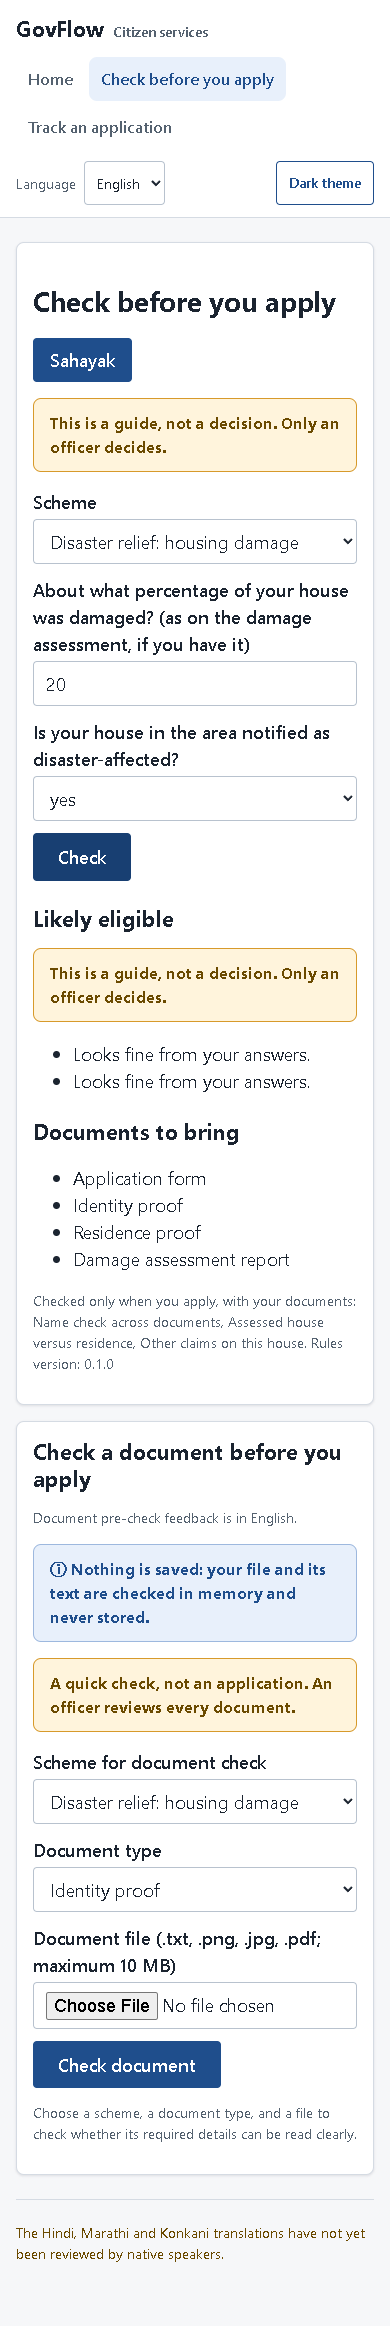 GovFlow Citizen services
Home Check before you apply
Track an application
Language English Dark theme
Check before you apply
Sahayak
This is a guide, not a decision. Only an
officer decides.
Scheme
Disaster relief: housing damage
About what percentage of your house
was damaged? (as on the damage
assessment, if you have it)
20
Is your house in the area notified as
disaster-affected?
yes
Check
Likely eligible
This is a guide, not a decision. Only an
officer decides.
• Looks fine from your answers.
• Looks fine from your answers.
Documents to bring
• Application form
• Identity proof
• Residence proof
• Damage assessment report
Checked only when you apply, with your documents:
Name check across documents, Assessed house
versus residence, Other claims on this house. Rules
version: 0.1.0
Check a document before you
apply
Document pre-check feedback is in English.
ⓘ Nothing is saved: your file and its
text are checked in memory and
never stored.
A quick check, not an application. An
officer reviews every document.
Scheme for document check
Disaster relief: housing damage
Document type
Identity proof
Document file (.txt, .png, .jpg, .pdf;
maximum 10 MB)
Choose File No file chosen
Check document
Choose a scheme, a document type, and a file to
check whether its required details can be read clearly.
The Hindi, Marathi and Konkani translations have not yet
been reviewed by native speakers.